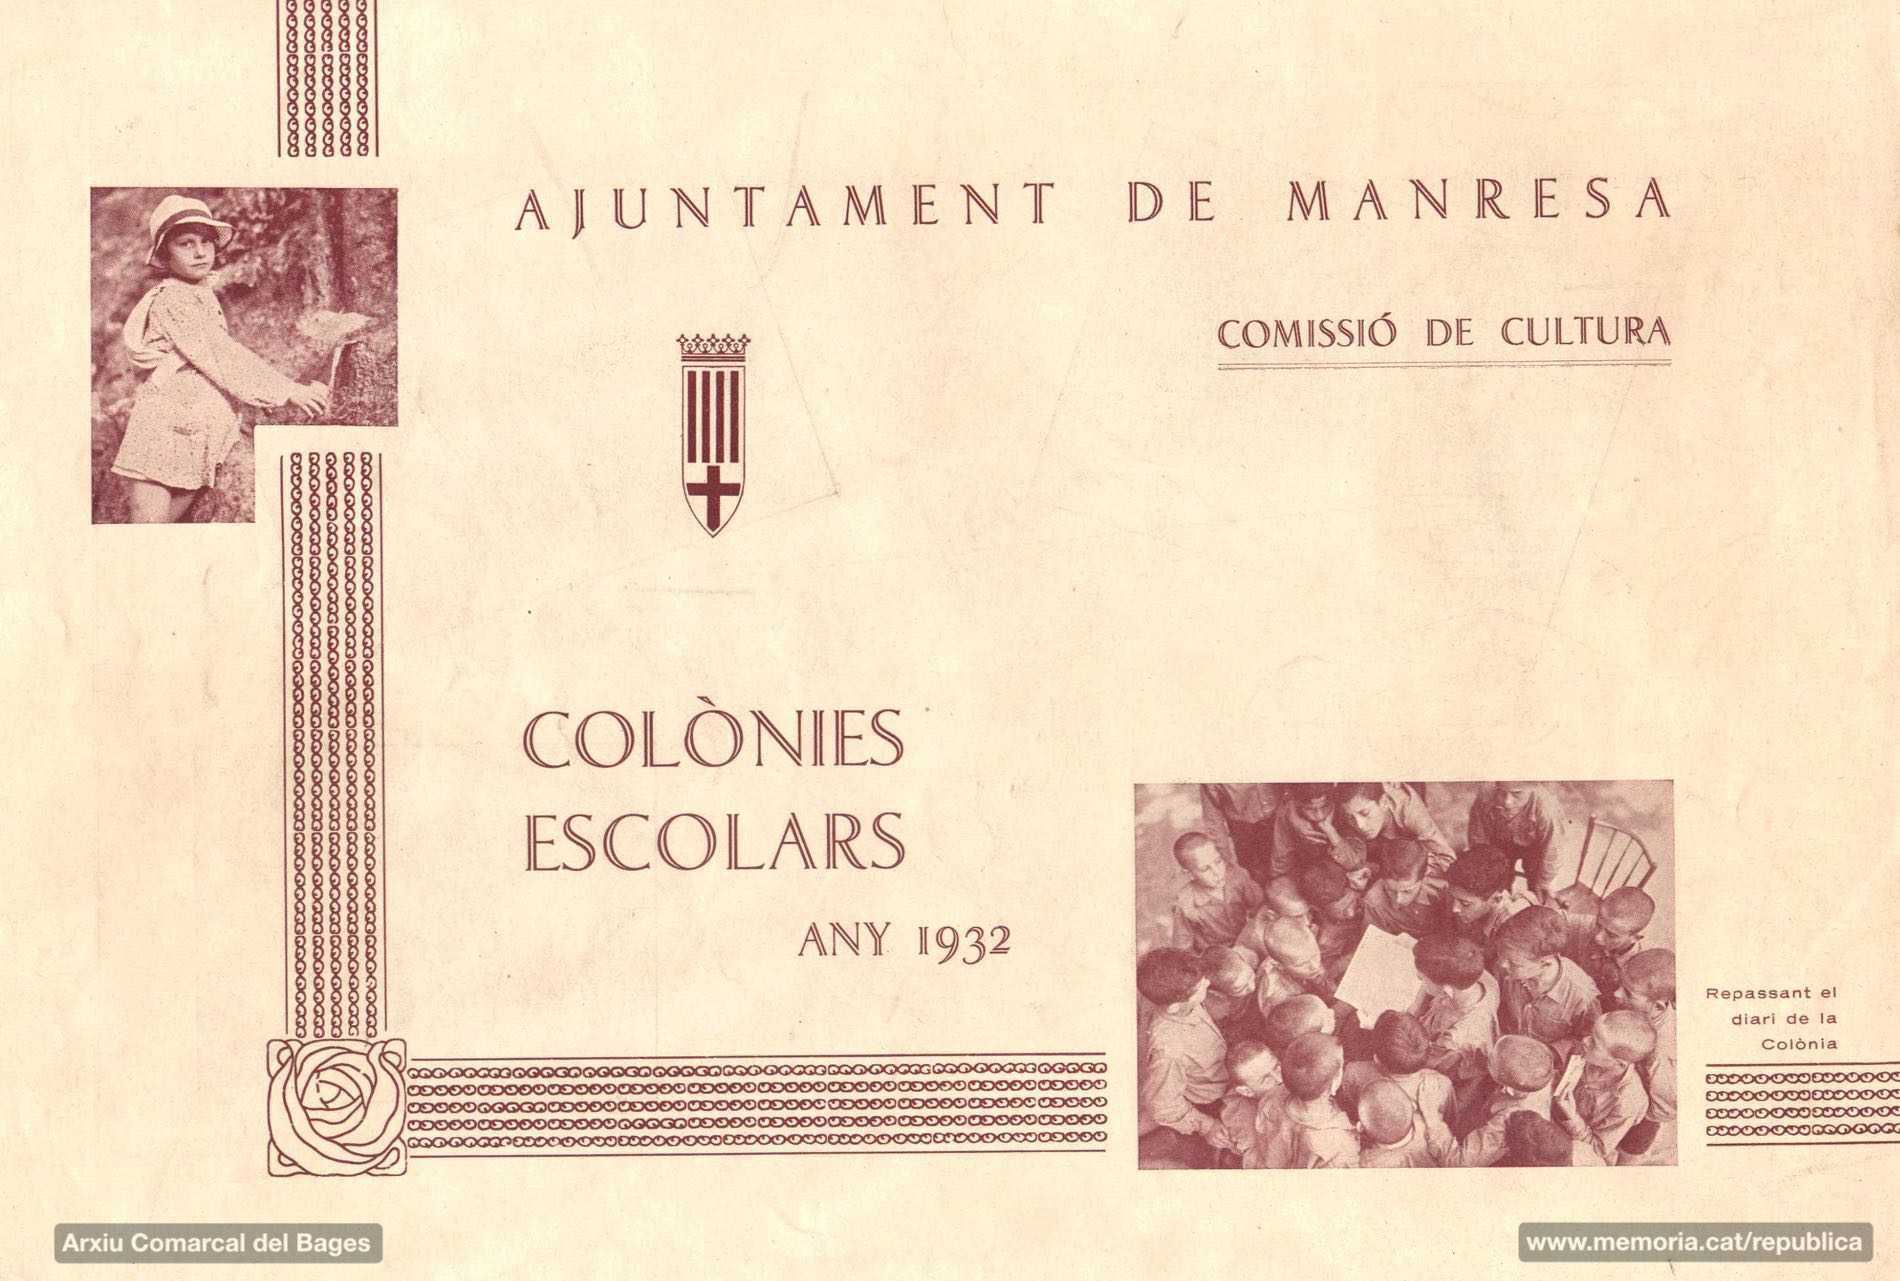 AJUNTAMENT DE MANRESA
COMISSIÓ DE CULTURA
COLÒNIES
ESCOLARS
ANY 1932
Repassant el
diari de la
Colònia
Arxiu Comarcal del Bages
www.memoria.cat/republica